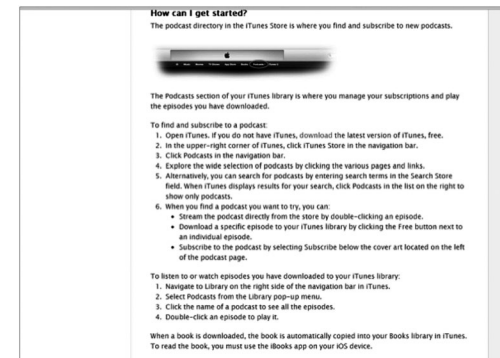 How can I get started?
The podcast directory in the iTunes Store is where you find and subscribe to new podcasts.
The Podcasts section of your iTunes library is where you manage your subscriptions and play
the episodes you have downloaded.
To find and subscribe to a podcast:
1. Open iTunes. If you do not have iTunes, download the latest version of iTunes, free.
2. In the upper-right corner of iTunes, click iTunes Store in the navigation bar.
3. Click Podcasts in the navigation bar.
4. Explore the wide selection of podcasts by clicking the various pages and links.
5. Alternatively, you can search for podcasts by entering search terms in the Search Store
field. When iTunes displays results for your search, click Podcasts in the list on the right to
show only podcasts.
6. When you find a podcast you want to try, you can:
• Stream the podcast directly from the store by double-clicking an episode.
• Download a specific episode to your iTunes library by clicking the Free button next to
an individual episode.
• Subscribe to the podcast by selecting Subscribe below the cover art located on the left
of the podcast page.
To listen to or watch episodes you have downloaded to your iTunes library:
1. Navigate to Library on the right side of the navigation bar in iTunes.
2. Select Podcasts from the Library pop-up menu.
3. Click the name of a podcast to see all the episodes.
4. Double-click an episode to play it.
When a book is downloaded, the book is automatically copied into your Books library in iTunes.
To read the book, you must use the iBooks app on your iOS device.